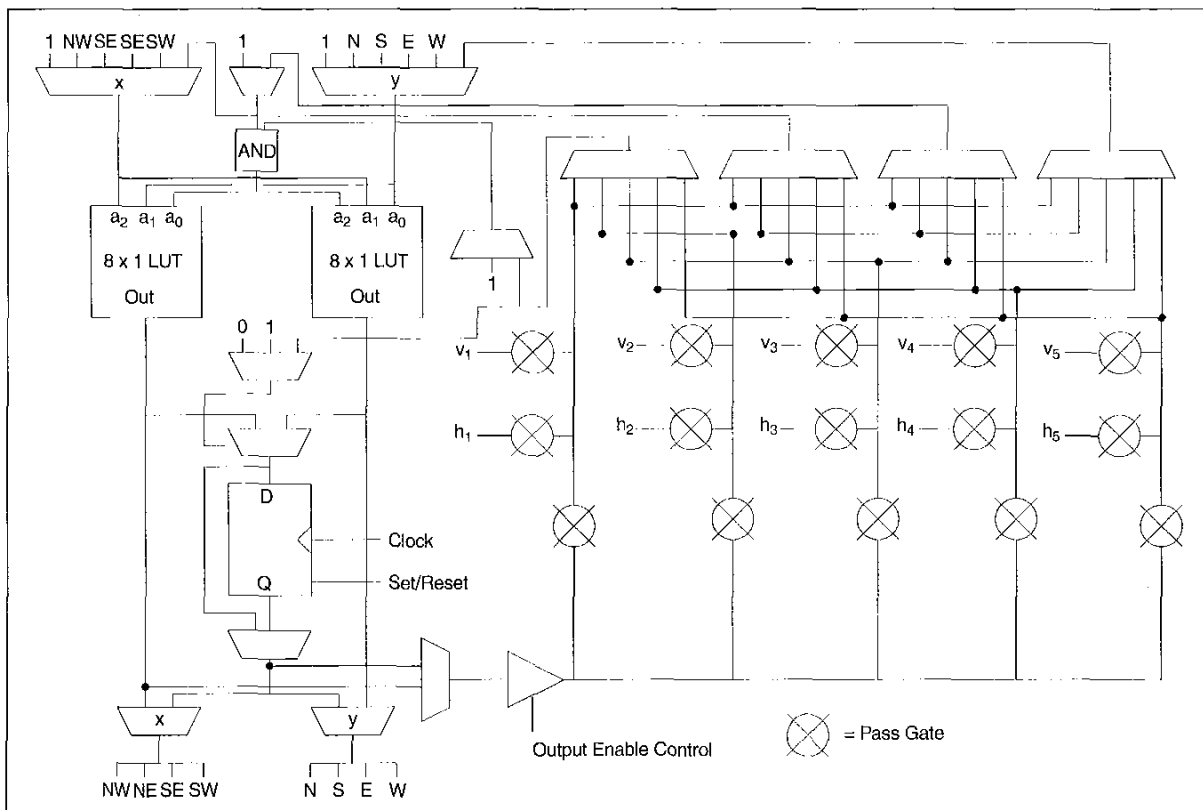 1 NW SE SE SW
1
1 N S E W
x
y
AND
a2 a1 a0
a2 a1 a0
8 x 1 LUT
8 x 1 LUT
Out
Out
1
0 1
v1
v2
v3
v4
v5
h1
h2
h3
h4
h5
D
Clock
Q
Set/Reset
x
y
= Pass Gate
Output Enable Control
NW NE SE SW
N S E W